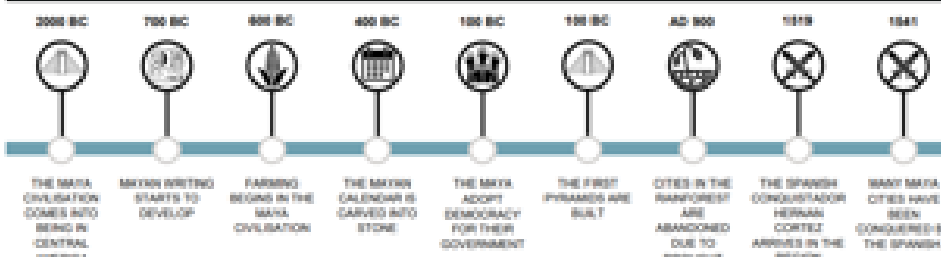 2000 BC
700 BC
600 BC
400 BC
100 BC
100 BC
AD 900
1519
1541
THE MAYA
CIVILISATION
COMES INTO
BEING IN
CENTRAL
MAYAN WRITING
STARTS TO
DEVELOP
FARMING
BEGINS IN THE
MAYA
CIVILISATION
THE MAYAN
CALENDAR IS
CARVED INTO
STONE
THE MAYA
ADOPT
DEMOCRACY
FOR THEIR
GOVERNMENT
THE FIRST
PYRAMIDS ARE
BUILT
CITIES IN THE
RAINFOREST
ARE
ABANDONED
DUE TO
THE SPANISH
CONQUISTADOR
HERNAN
CORTEZ
ARRIVES IN THE
MANY MAYA
CITIES HAVE
BEEN
CONQUERED
THE SPANISH